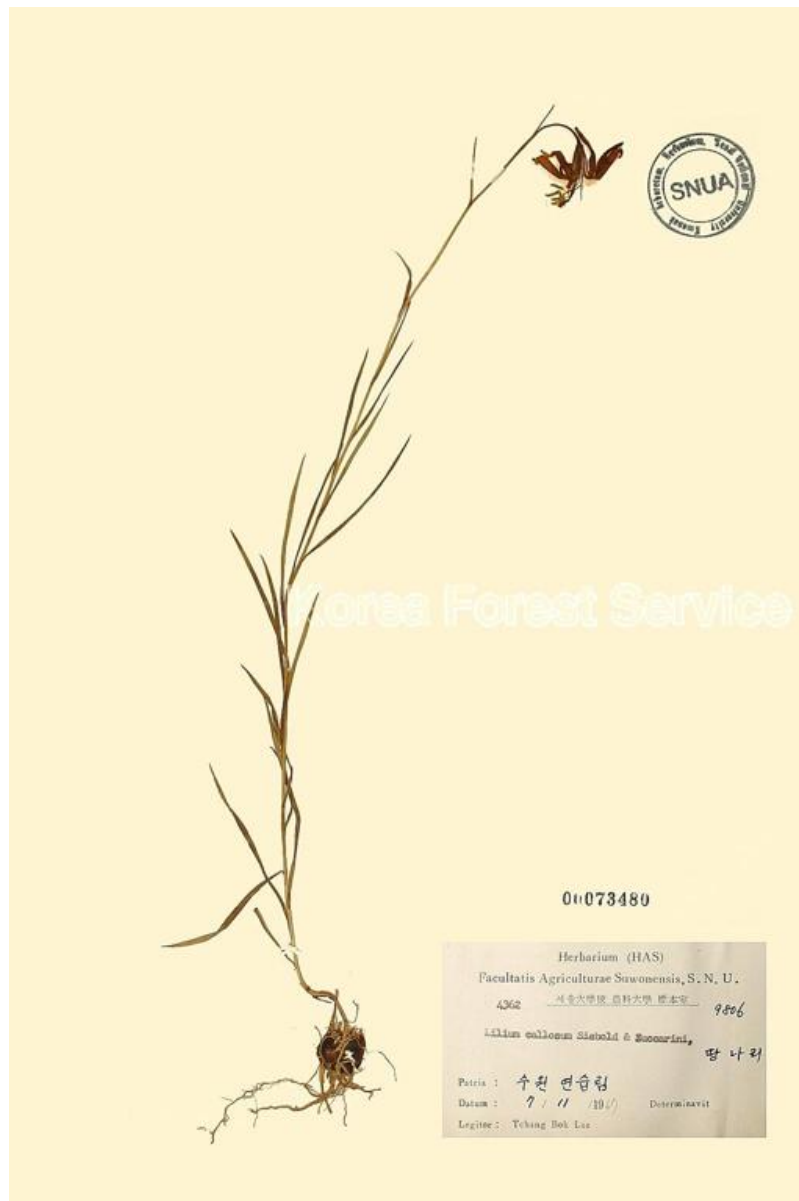 SNUA
Korea Forest Service
00073480
Herbarium (HAS)
Facultatis Agriculturae Suwonensis, S. N. U.
4362 서울大學校 農科大學 標本室 9806
Lilium callosum Siebold & Zuccarini,
땅나리
Patria : 수원 연습림
Datum : 7 / 11 /19 Determinavit
Legitee : Tchang Bok Lee